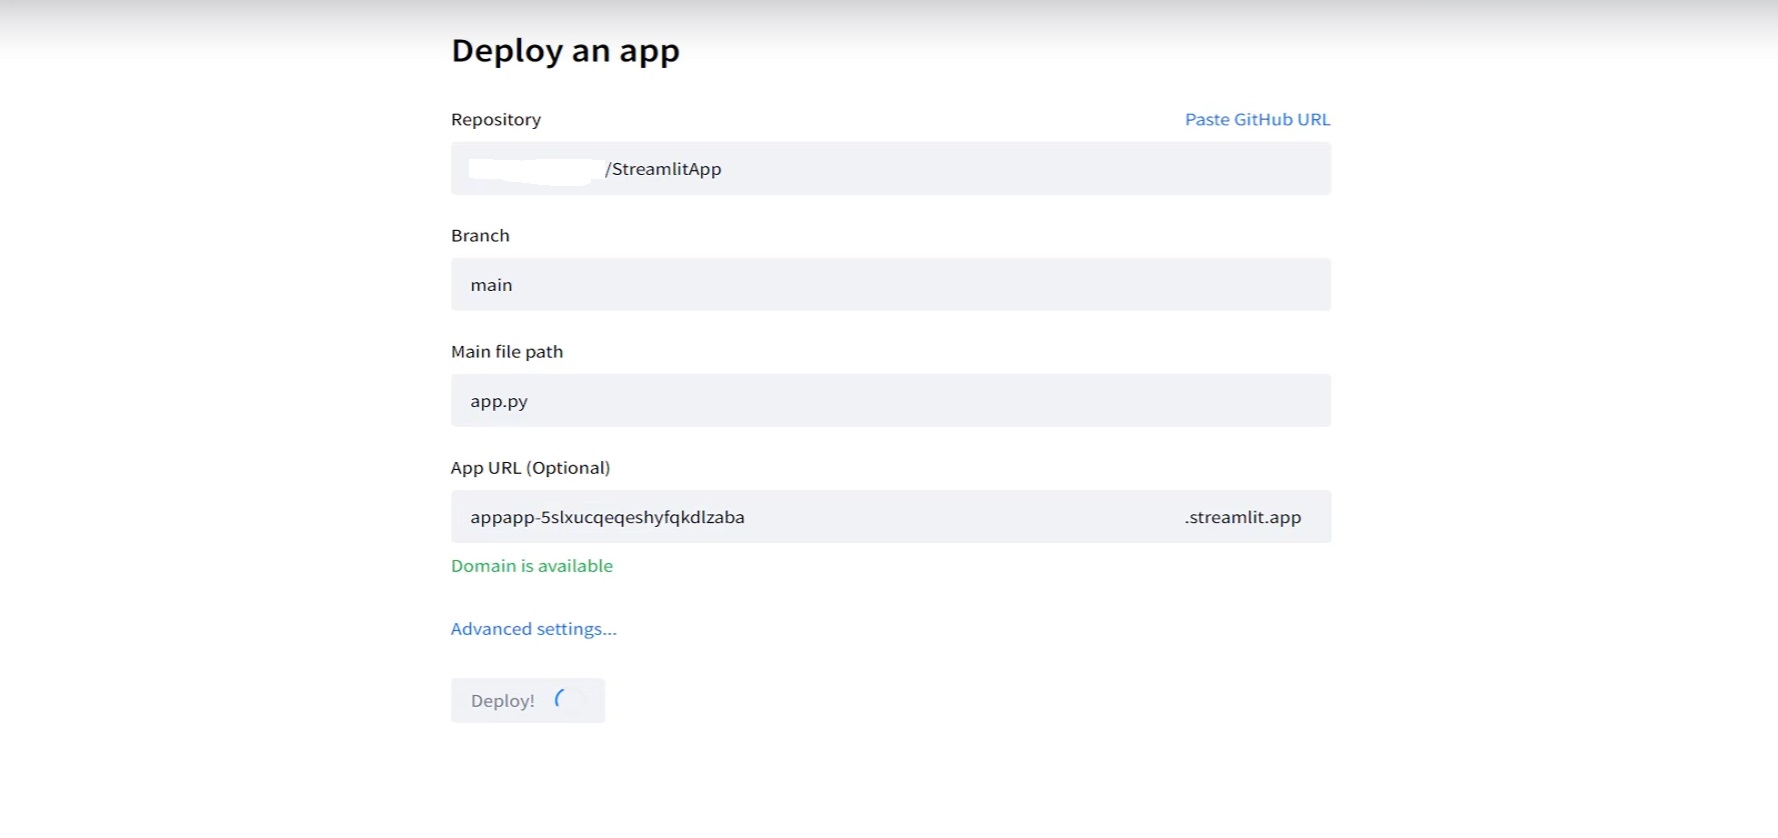 Deploy an app
Repository
Paste GitHub URL
/StreamlitApp
Branch
main
Main file path
app.py
App URL (Optional)
appapp-5slxucqeqeshyfqkdlzaba
.streamlit.app
Domain is available
Advanced settings...
Deploy!